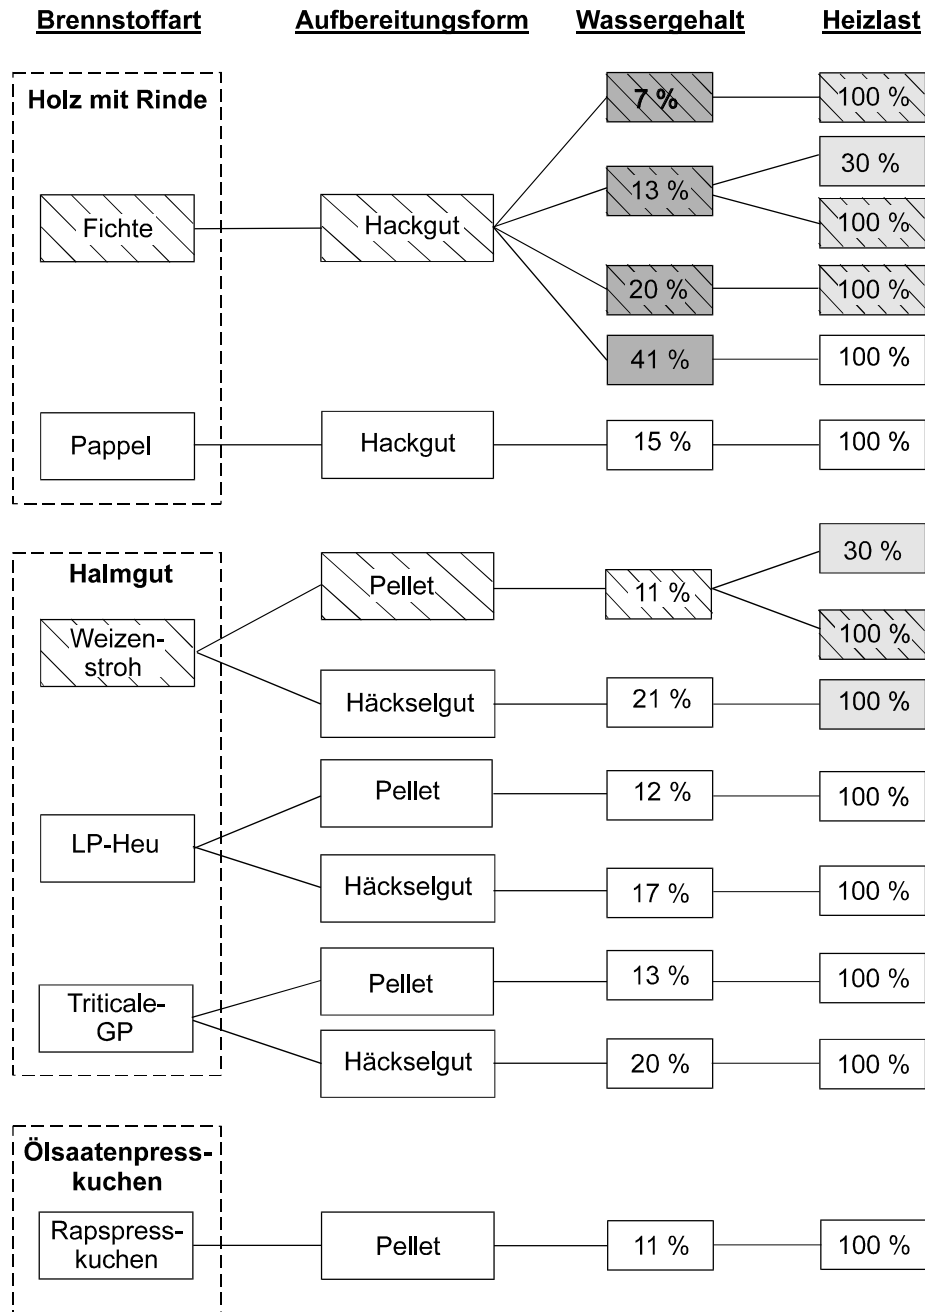 Brennstoffart Aufbereitungsform Wassergehalt Heizlast
Holz mit Rinde
7 %
100 %
30 %
Fichte
Hackgut
13 %
100 %
20 %
100 %
41 %
100 %
Pappel
Hackgut
15 %
100 %
Halmgut
Weizen-
stroh
Pellet
11 %
30 %
100 %
Häckselgut
21 %
100 %
LP-Heu
Pellet
12 %
100 %
Häckselgut
17 %
100 %
Triticale-
GP
Pellet
13 %
100 %
Häckselgut
20 %
100 %
Ölsaatenpress-
kuchen
Rapspress-
kuchen
Pellet
11 %
100 %